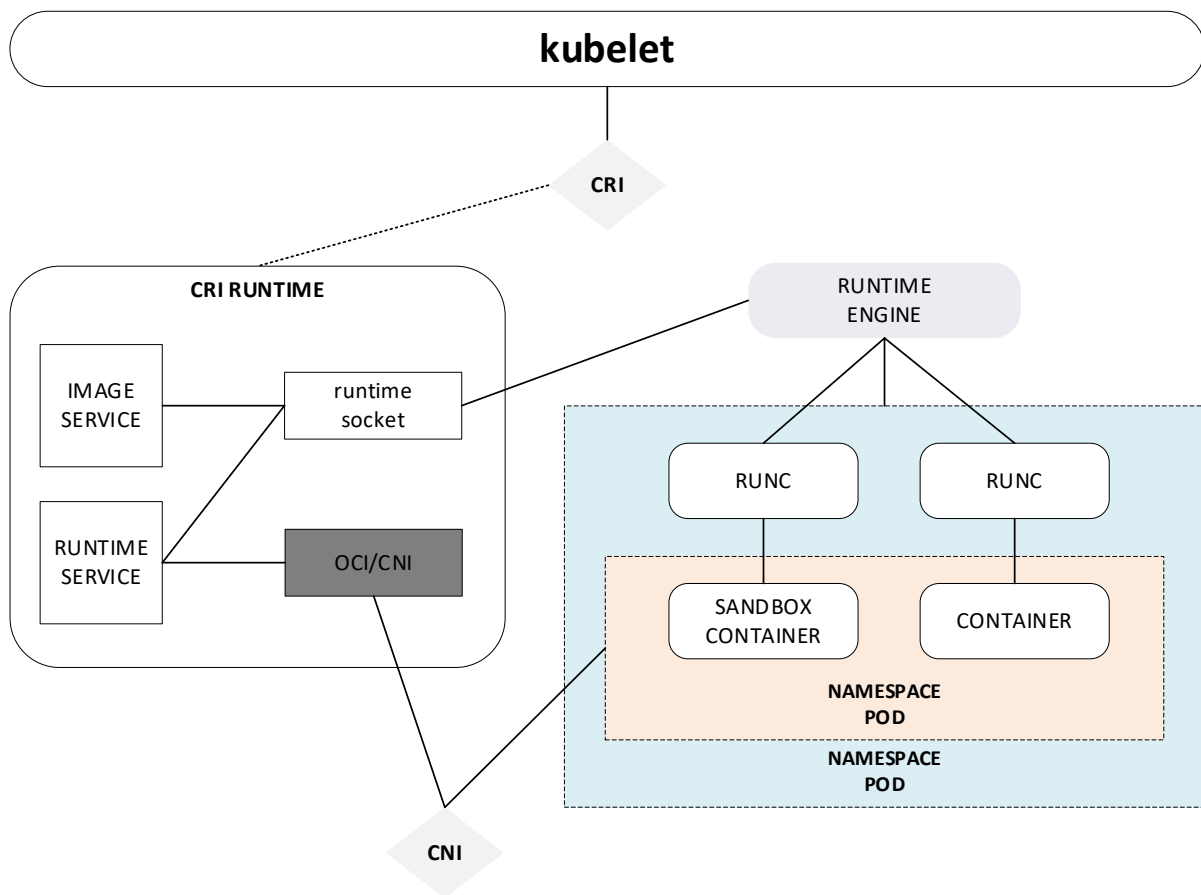 kubelet
CRI
CRI RUNTIME
IMAGE
SERVICE
runtime
socket
RUNTIME
SERVICE
OCI/CNI
RUNTIME
ENGINE
RUNC
RUNC
SANDBOX
CONTAINER
CONTAINER
NAMESPACE
POD
NAMESPACE
POD
CNI